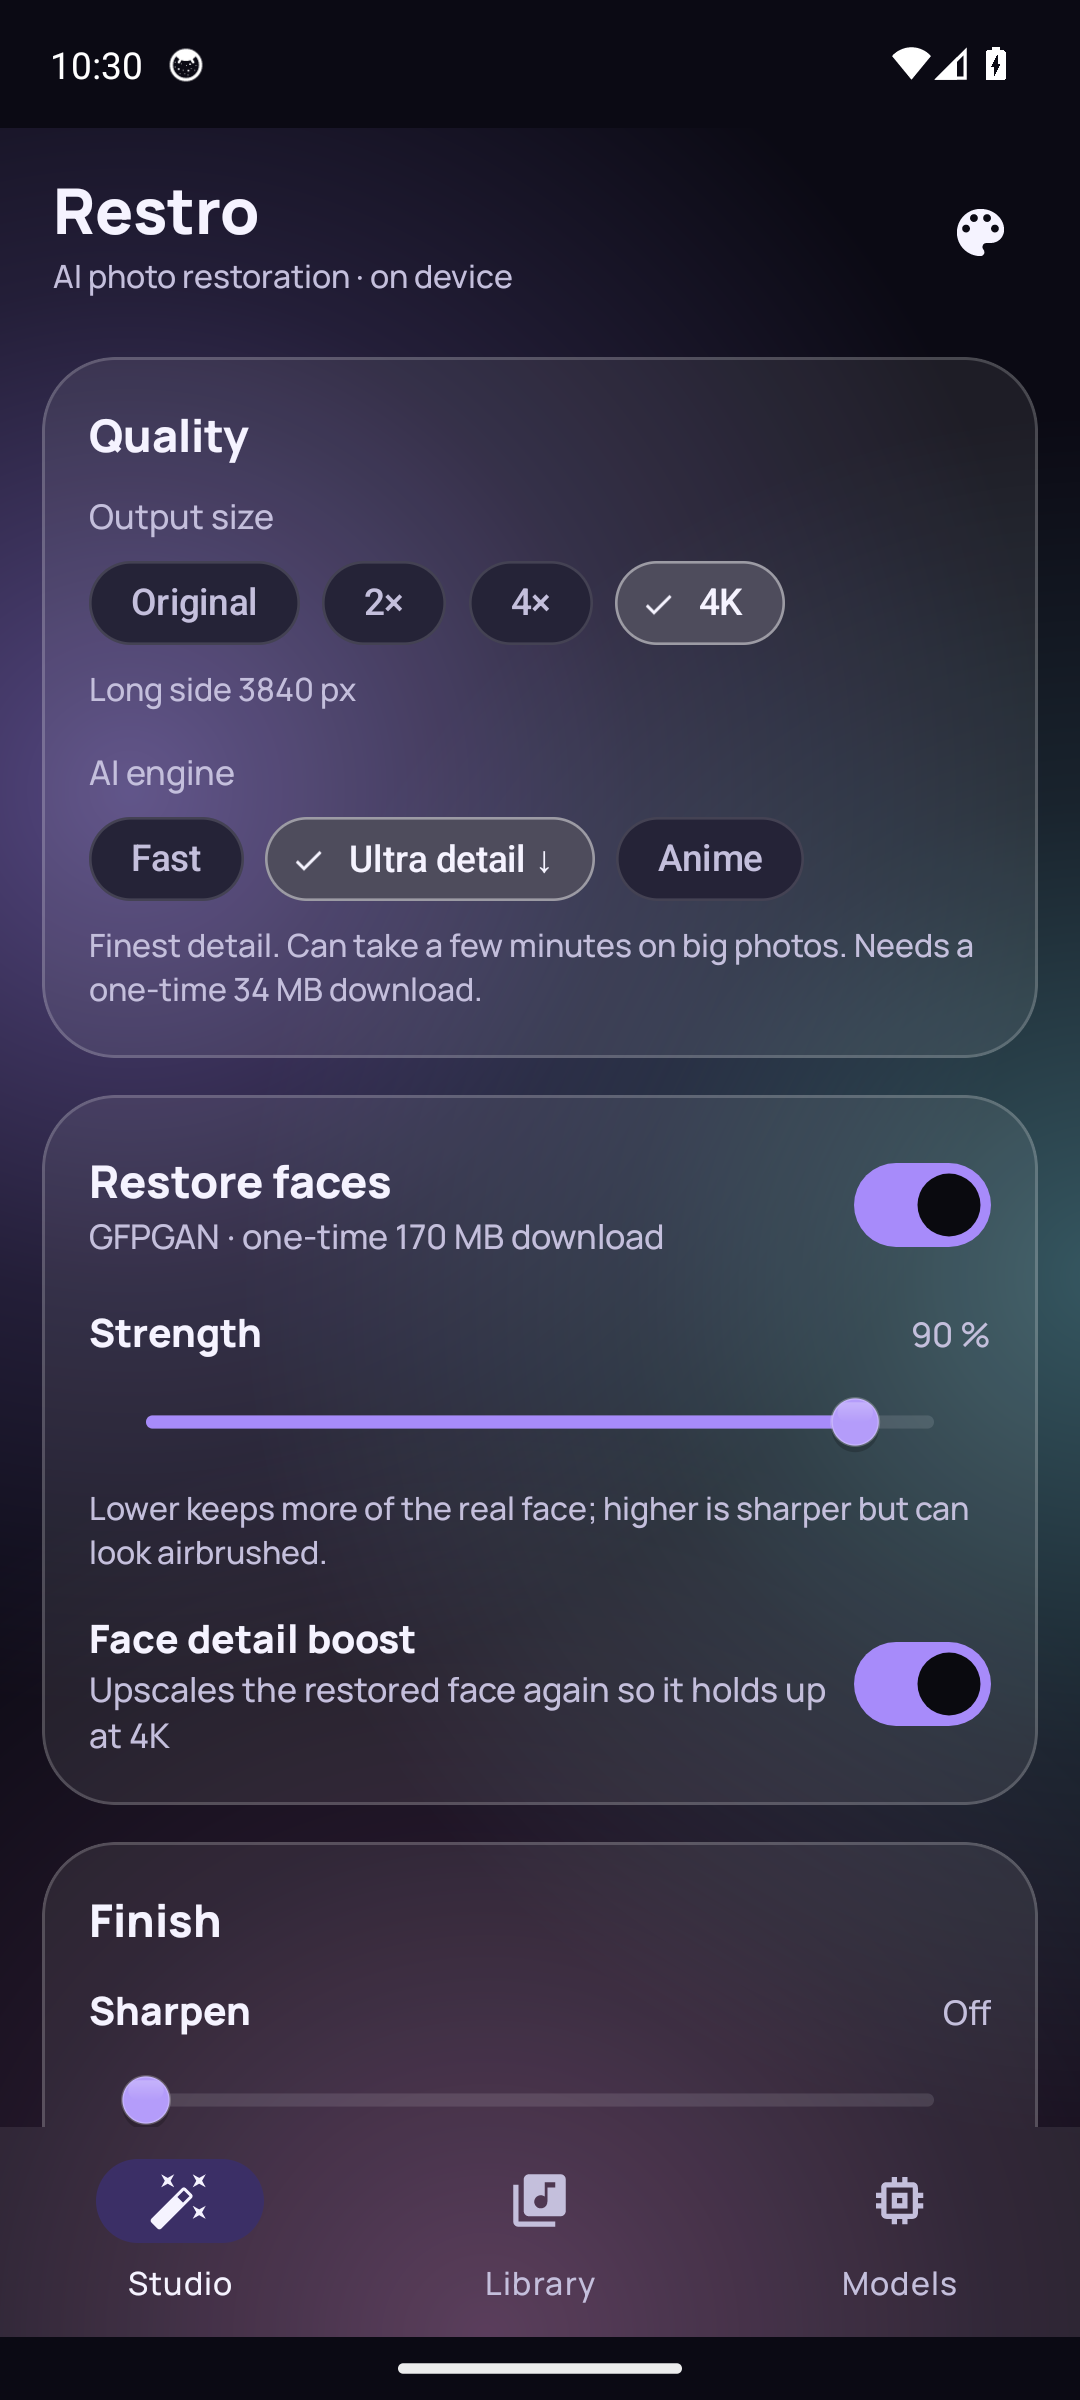 10:30
Restro
AI photo restoration · on device
Quality
Output size
Original 2× 4× 4K
Long side 3840 px
AI engine
Fast Ultra detail ↓ Anime
Finest detail. Can take a few minutes on big photos. Needs a
one-time 34 MB download.
Restore faces
GFPGAN · one-time 170 MB download
Strength 90 %
Lower keeps more of the real face; higher is sharper but can
look airbrushed.
Face detail boost
Upscales the restored face again so it holds up
at 4K
Finish
Sharpen Off
Studio Library Models